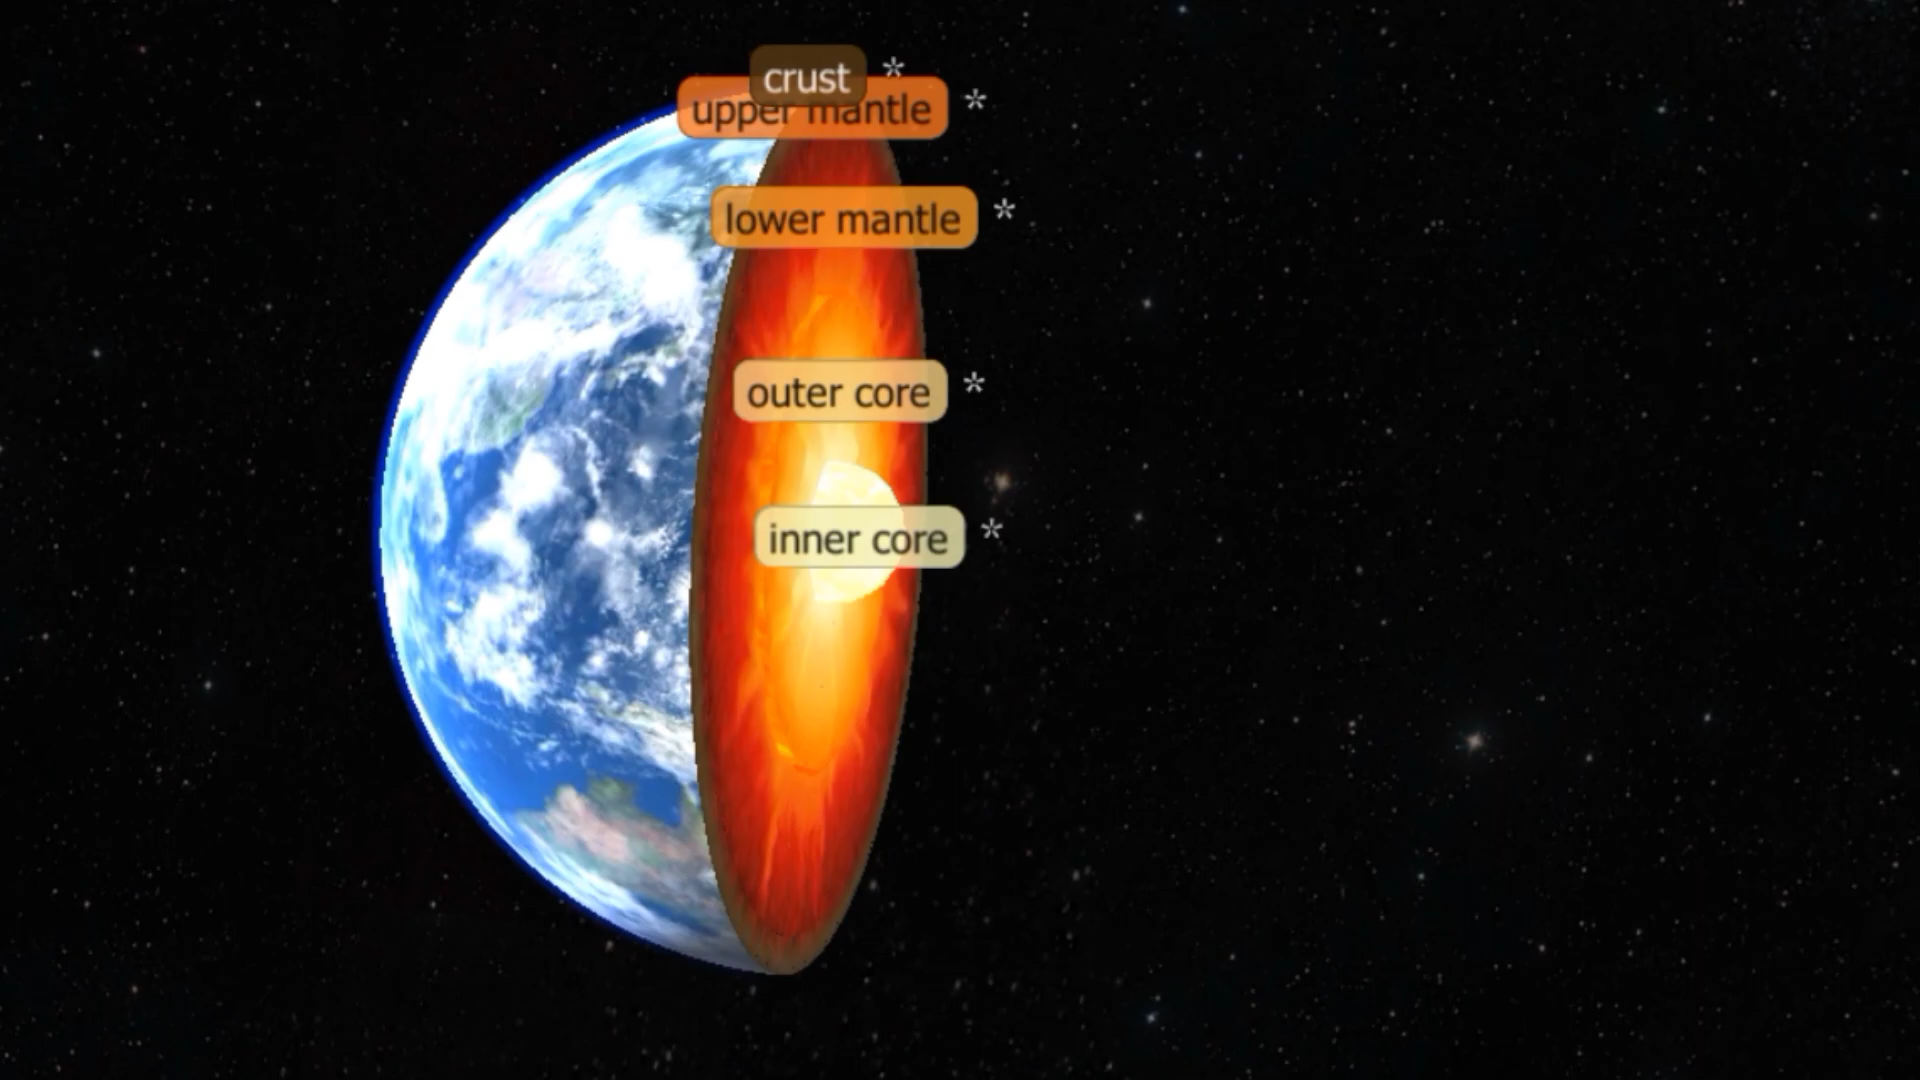 crust *
upper mantle *
lower mantle *
outer core *
inner core *